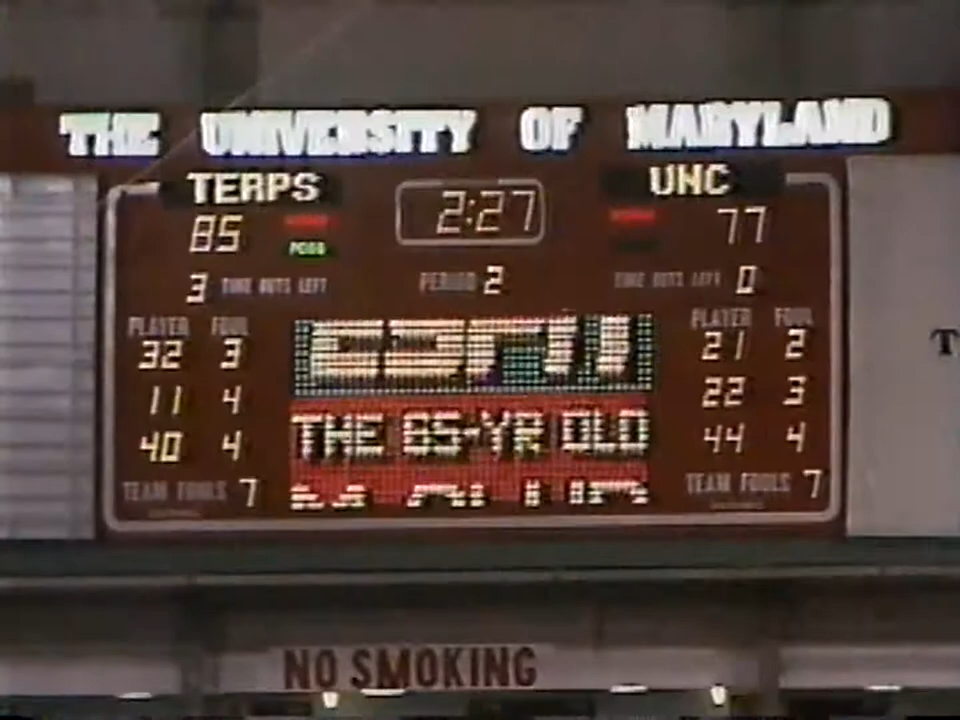 THE UNIVERSITY OF MARYLAND
TERPS UNC
85 2:27 77
POSS
3 TIME OUTS LEFT PERIOD 2 TIME OUTS LEFT 0
PLAYER FOUL PLAYER FOUL
32 3 21 2
11 4 22 3
40 4 44 4
TEAM FOULS 7 TEAM FOULS 7
ESPN
THE 85-YR OLD
T
NO SMOKING